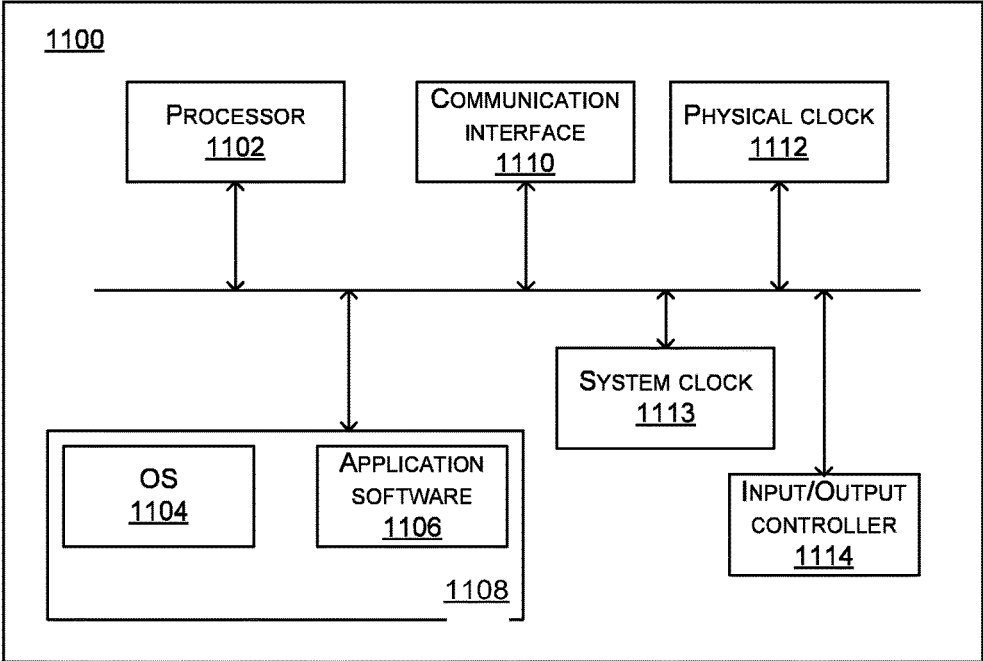 1100
PROCESSOR
1102
COMMUNICATION
INTERFACE
1110
PHYSICAL CLOCK
1112
SYSTEM CLOCK
1113
OS
1104
APPLICATION
SOFTWARE
1106
INPUT/OUTPUT
CONTROLLER
1114
1108